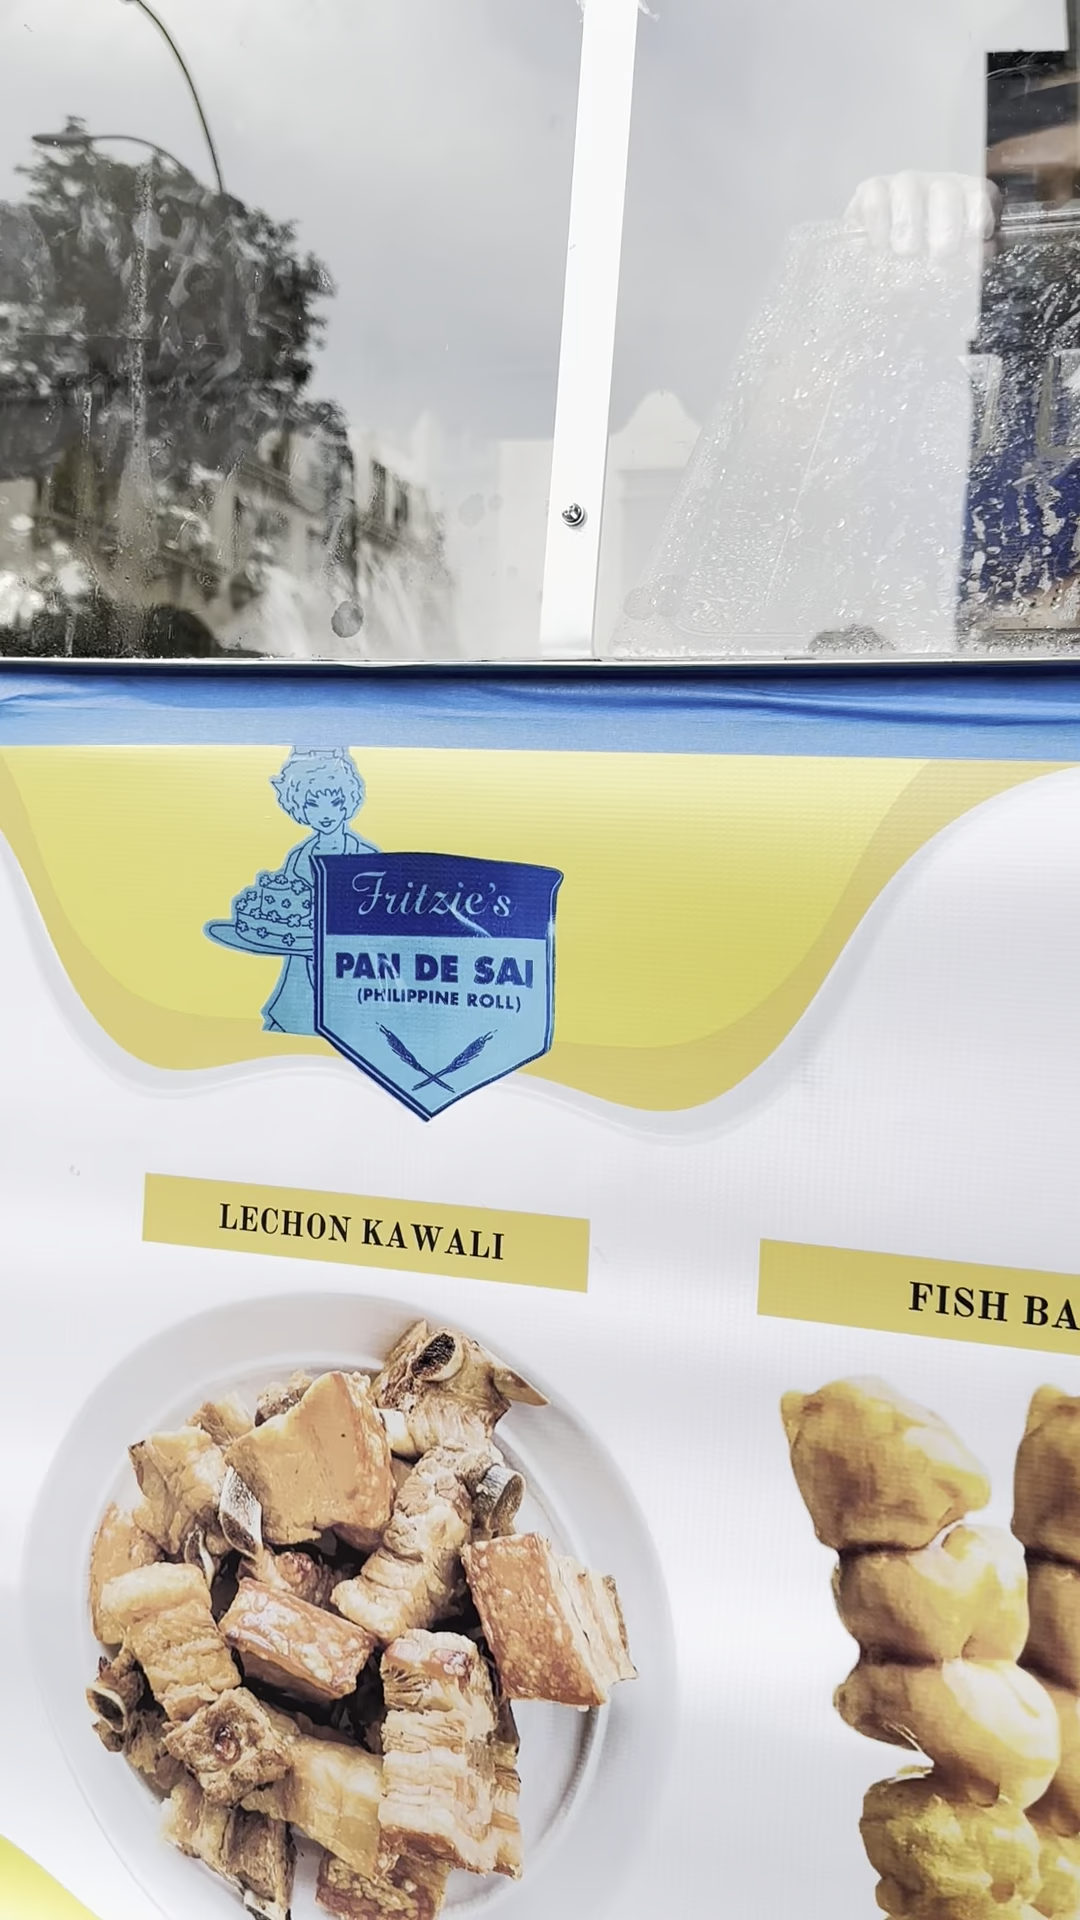 Fritzie's
PAN DE SAL
(PHILIPPINE ROLL)
LECHON KAWALI
FISH BA